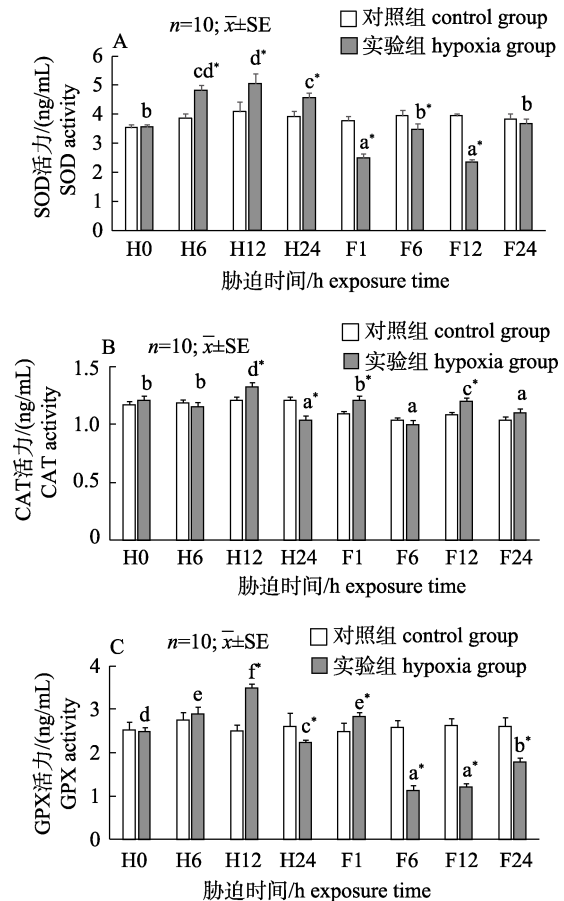 A
n=10; x̅±SE
对照组 control group
实验组 hypoxia group
SOD活力/(ng/mL)
SOD activity
6
5
4
3
2
1
0
b
cd*
d*
c*
a*
b*
a*
b
H0 H6 H12 H24 F1 F6 F12 F24
胁迫时间/h exposure time
B
n=10; x̅±SE
对照组 control group
实验组 hypoxia group
CAT活力/(ng/mL)
CAT activity
1.5
1.0
0.5
0
b
b
d*
a*
b*
a
c*
a
H0 H6 H12 H24 F1 F6 F12 F24
胁迫时间/h exposure time
C
n=10; x̅±SE
对照组 control group
实验组 hypoxia group
GPX活力/(ng/mL)
GPX activity
4
3
2
1
0
d
e
f*
c*
e*
a*
a*
b*
H0 H6 H12 H24 F1 F6 F12 F24
胁迫时间/h exposure time